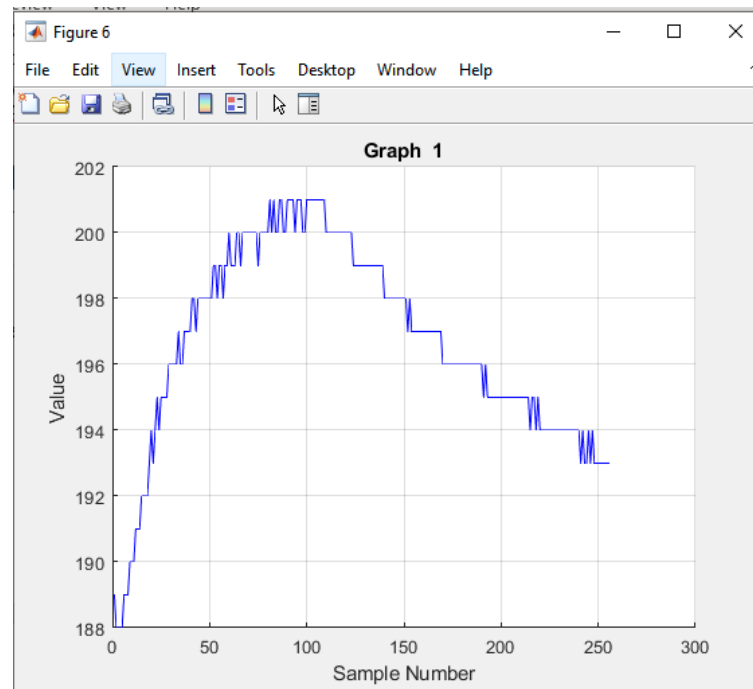 Figure 6
File Edit View Insert Tools Desktop Window Help
Graph 1
202
200
198
196
194
192
190
188
Value
0 50 100 150 200 250 300
Sample Number